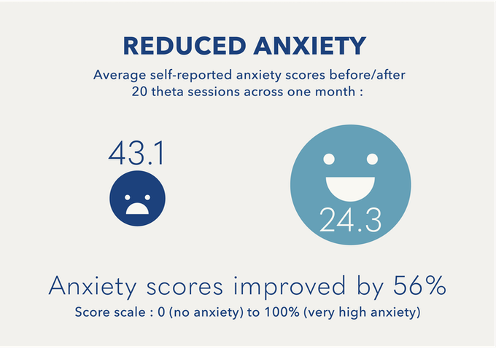 REDUCED ANXIETY
Average self-reported anxiety scores before/after
20 theta sessions across one month :
43.1
24.3
Anxiety scores improved by 56%
Score scale : 0 (no anxiety) to 100% (very high anxiety)